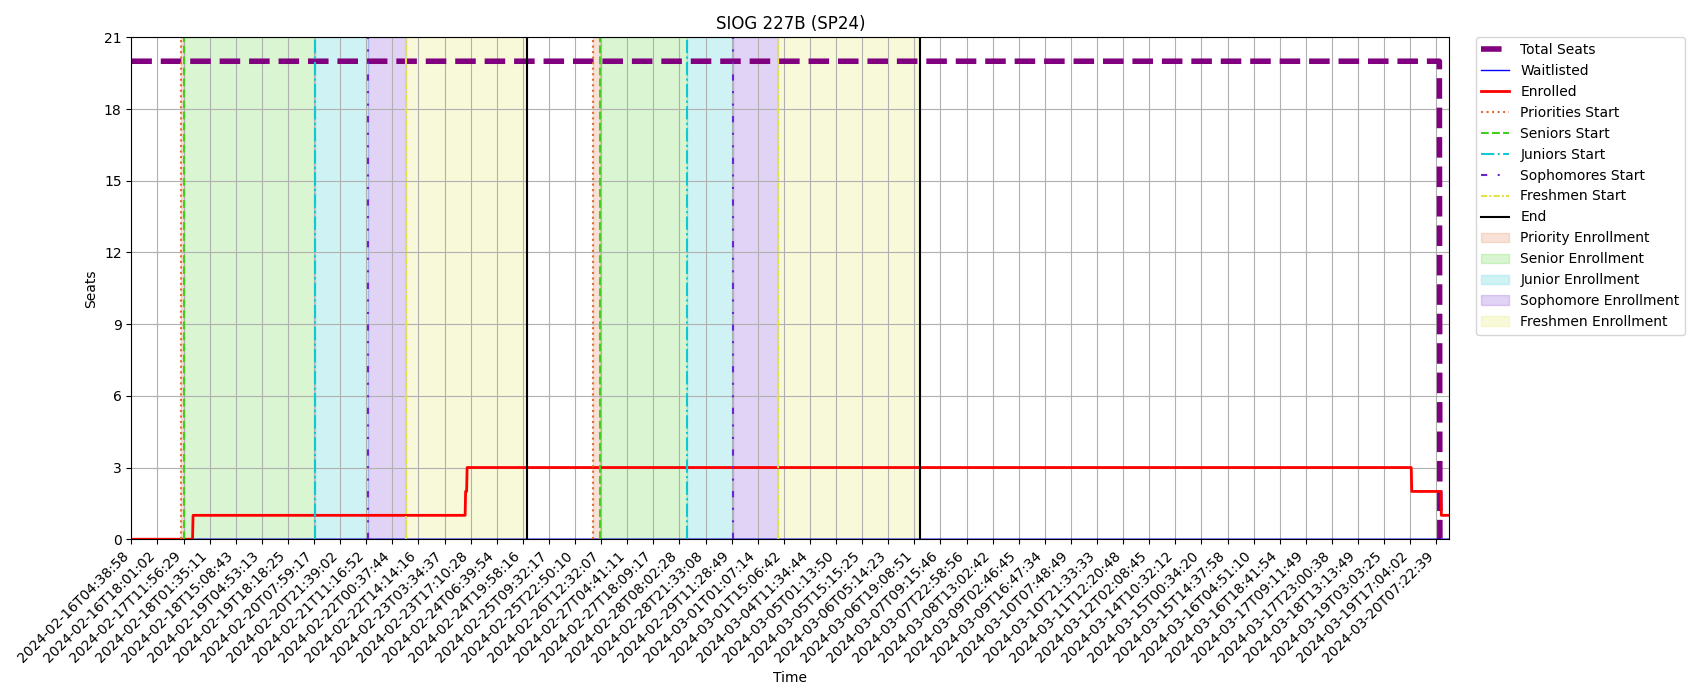 SIOG 227B (SP24)
Seats
21
18
15
12
9
6
3
0
2024-02-16T04:38:58
2024-02-16T18:01:02
2024-02-17T11:56:29
2024-02-18T01:35:11
2024-02-18T15:08:43
2024-02-19T04:53:13
2024-02-19T18:18:25
2024-02-20T07:59:17
2024-02-20T21:39:02
2024-02-21T11:16:52
2024-02-22T00:37:44
2024-02-22T14:14:16
2024-02-23T03:34:37
2024-02-23T17:10:28
2024-02-24T06:39:54
2024-02-24T19:58:16
2024-02-25T09:32:17
2024-02-25T22:50:10
2024-02-26T12:32:07
2024-02-27T04:41:11
2024-02-27T18:09:17
2024-02-28T08:02:28
2024-02-28T21:33:08
2024-02-29T11:28:49
2024-03-01T01:07:14
2024-03-01T15:06:42
2024-03-04T11:34:44
2024-03-05T01:13:50
2024-03-05T15:15:25
2024-03-06T05:14:23
2024-03-06T19:08:51
2024-03-07T09:15:46
2024-03-07T22:58:56
2024-03-08T13:02:42
2024-03-09T02:46:45
2024-03-09T16:47:34
2024-03-10T07:48:49
2024-03-10T21:33:33
2024-03-11T12:20:48
2024-03-12T02:08:45
2024-03-14T10:32:12
2024-03-15T00:34:20
2024-03-15T14:37:58
2024-03-16T04:51:10
2024-03-16T18:41:54
2024-03-17T09:11:49
2024-03-17T23:00:38
2024-03-18T13:13:49
2024-03-19T03:03:25
2024-03-19T17:04:02
2024-03-20T07:22:39
Time
Total Seats
Waitlisted
Enrolled
Priorities Start
Seniors Start
Juniors Start
Sophomores Start
Freshmen Start
End
Priority Enrollment
Senior Enrollment
Junior Enrollment
Sophomore Enrollment
Freshmen Enrollment